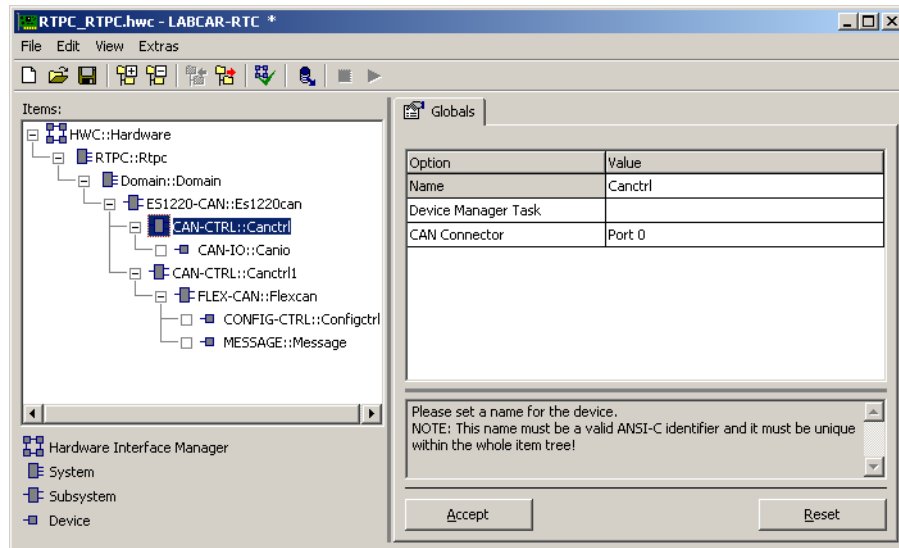 RTPC_RTPC.hwc - LABCAR-RTC *
File Edit View Extras
Items:
HWC::Hardware
RTPC::Rtpc
Domain::Domain
ES1220-CAN::Es1220can
CAN-CTRL::Canctrl
CAN-IO::Canio
CAN-CTRL::Canctrl1
FLEX-CAN::Flexcan
CONFIG-CTRL::Configctrl
MESSAGE::Message
Hardware Interface Manager
System
Subsystem
Device
Globals
Option Value
Name Canctrl
Device Manager Task
CAN Connector Port 0
Please set a name for the device.
NOTE: This name must be a valid ANSI-C identifier and it must be unique
within the whole item tree!
Accept Reset